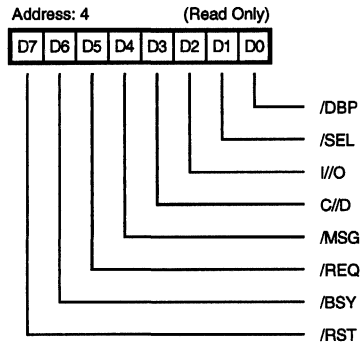 Address: 4 (Read Only)
D7 D6 D5 D4 D3 D2 D1 D0
/DBP
/SEL
I//O
C//D
/MSG
/REQ
/BSY
/RST